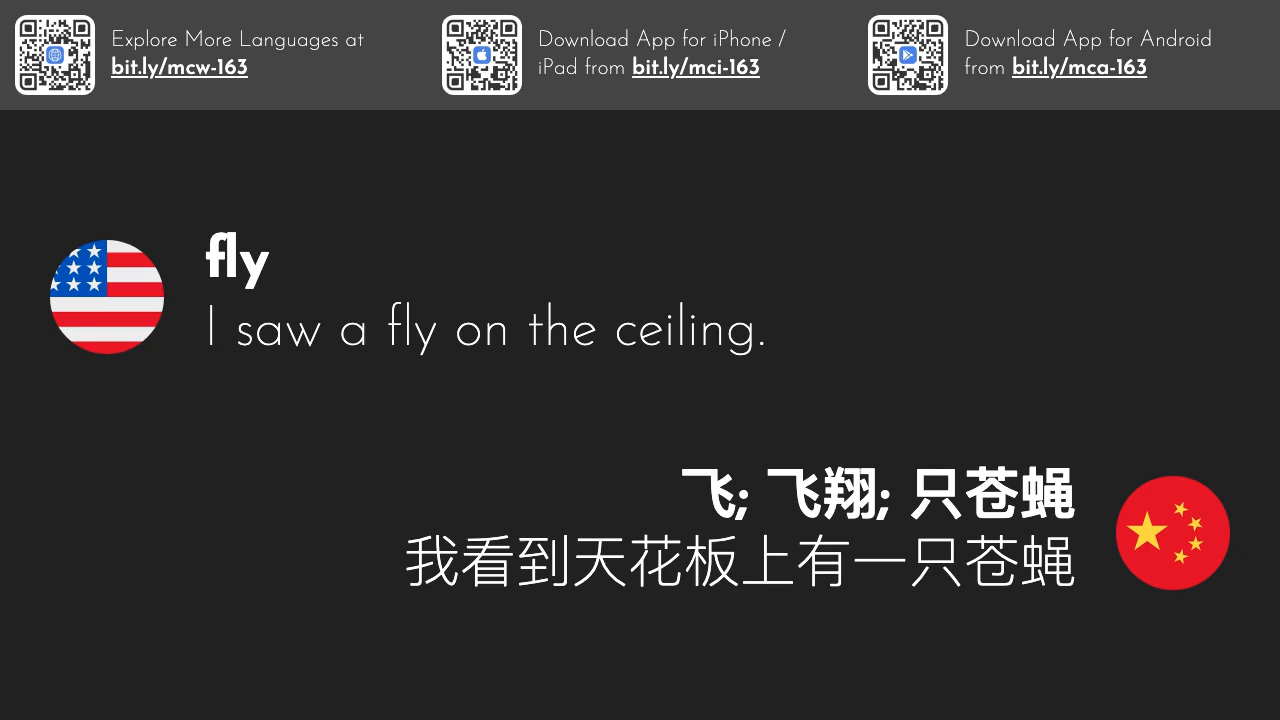 Explore More Languages at
bit.ly/mcw-163
Download App for iPhone /
iPad from bit.ly/mci-163
Download App for Android
from bit.ly/mca-163
fly
I saw a fly on the ceiling.
飞; 飞翔; 只苍蝇
我看到天花板上有一只苍蝇